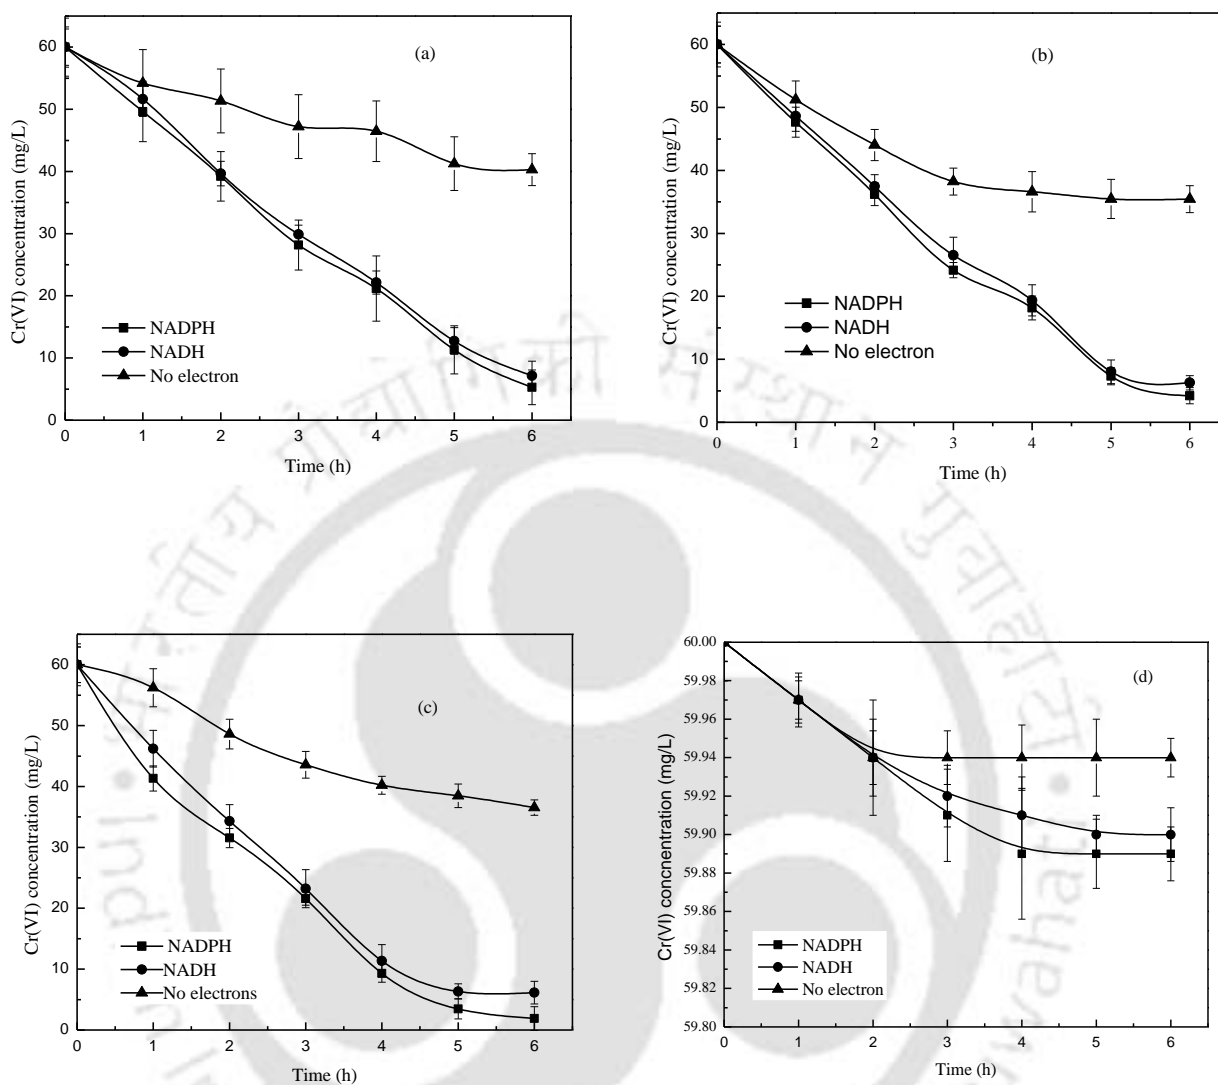 (a)
Cr(VI) concentration (mg/L)
60
50
40
30
20
10
0
NADPH
NADH
No electron
0 1 2 3 4 5 6
Time (h)
(b)
Cr(VI) concentration (mg/L)
60
50
40
30
20
10
0
NADPH
NADH
No electron
0 1 2 3 4 5 6
Time (h)
(c)
Cr(VI) concentration (mg/L)
60
50
40
30
20
10
0
NADPH
NADH
No electrons
0 1 2 3 4 5 6
Time (h)
(d)
Cr(VI) concnentration (mg/L)
60.00
59.98
59.96
59.94
59.92
59.90
59.88
59.86
59.84
59.82
59.80
NADPH
NADH
No electron
0 1 2 3 4 5 6
Time (h)